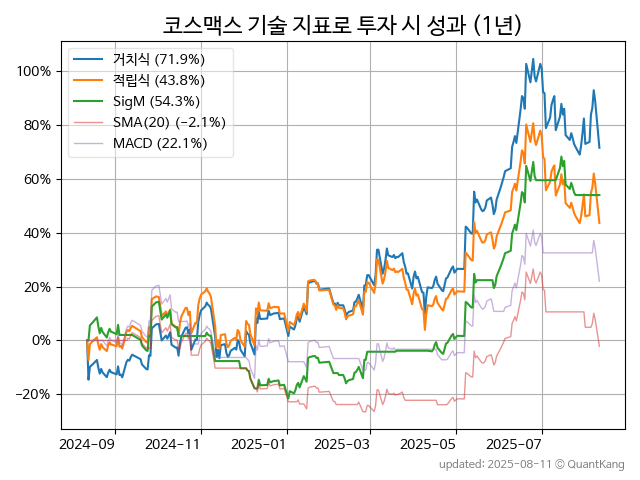 코스맥스 기술 지표로 투자 시 성과 (1년)
거치식 (71.9%)
적립식 (43.8%)
SigM (54.3%)
SMA(20) (−2.1%)
MACD (22.1%)
100%
80%
60%
40%
20%
0%
−20%
2024−09 2024−11 2025−01 2025−03 2025−05 2025−07
updated: 2025-08-11 © QuantKang